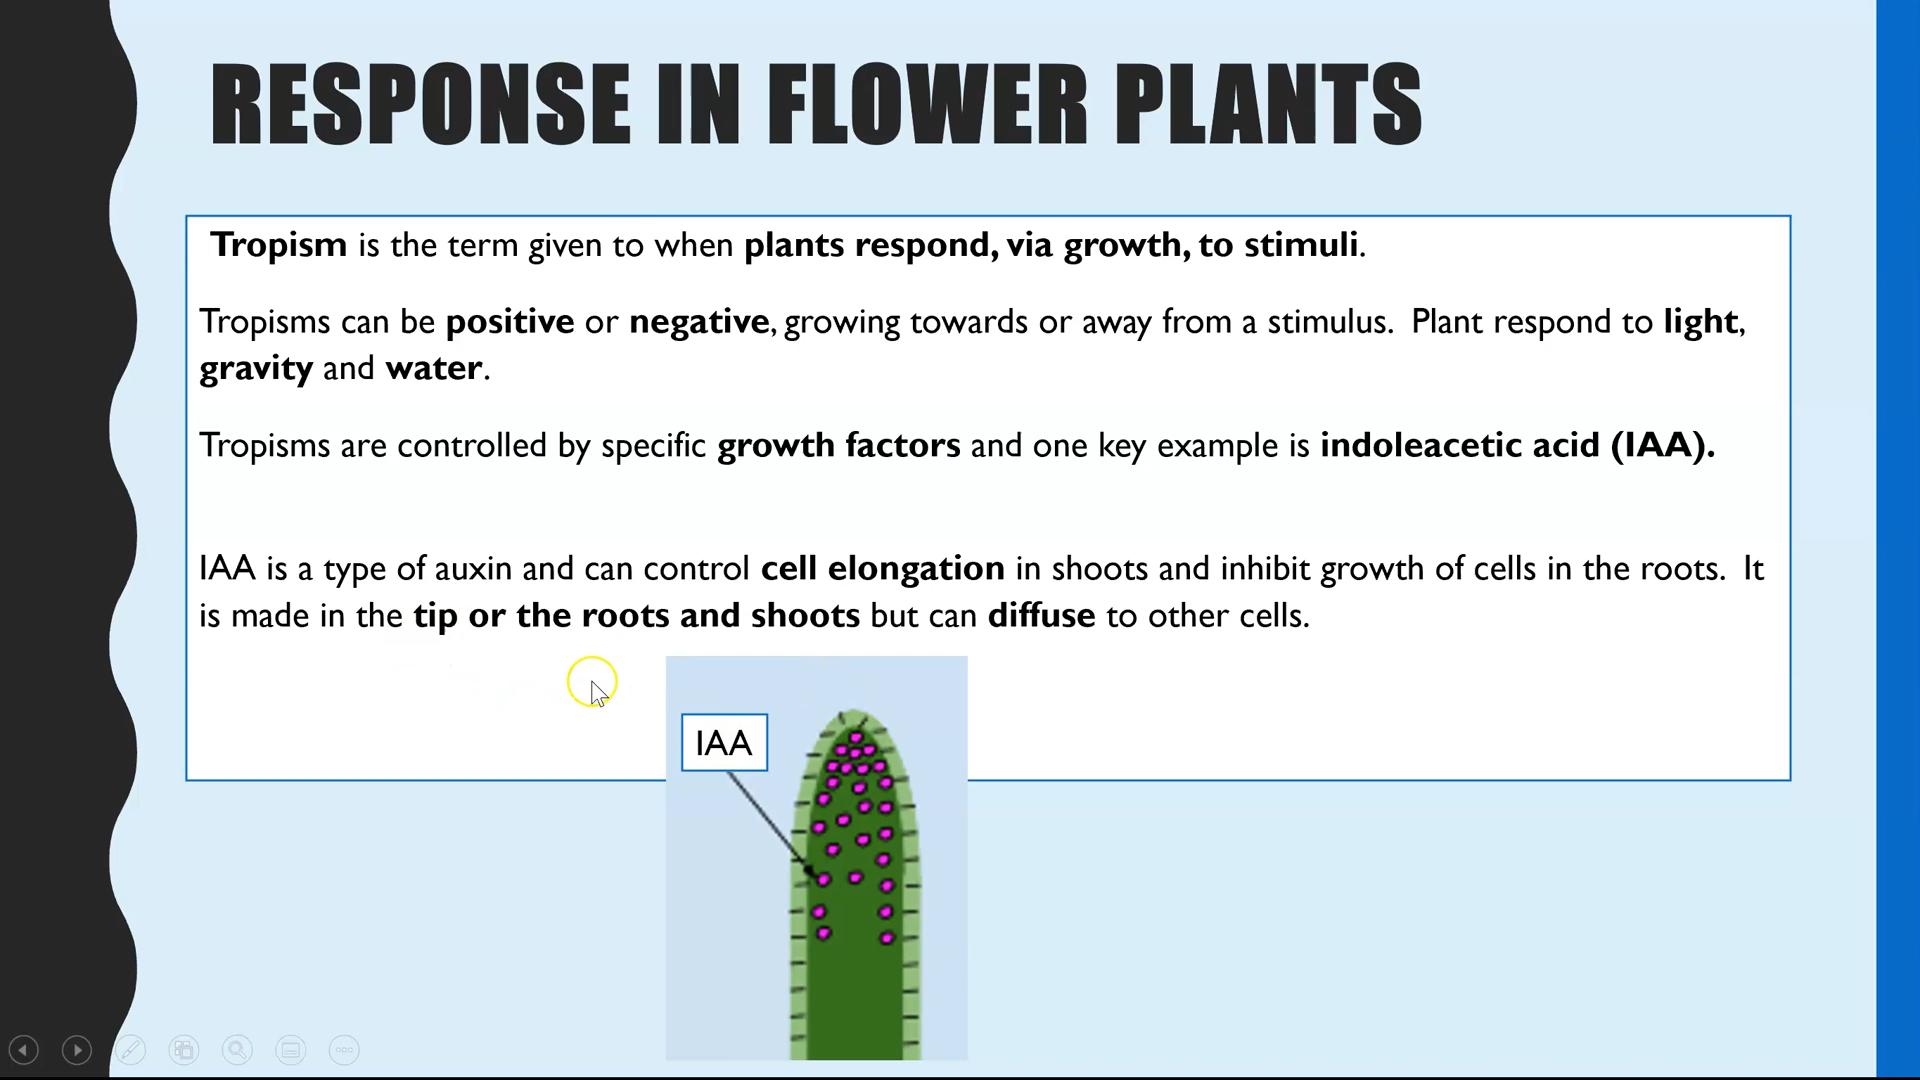 RESPONSE IN FLOWER PLANTS
Tropism is the term given to when plants respond, via growth, to stimuli.
Tropisms can be positive or negative, growing towards or away from a stimulus. Plant respond to light,
gravity and water.
Tropisms are controlled by specific growth factors and one key example is indoleacetic acid (IAA).
IAA is a type of auxin and can control cell elongation in shoots and inhibit growth of cells in the roots. It
is made in the tip or the roots and shoots but can diffuse to other cells.
IAA